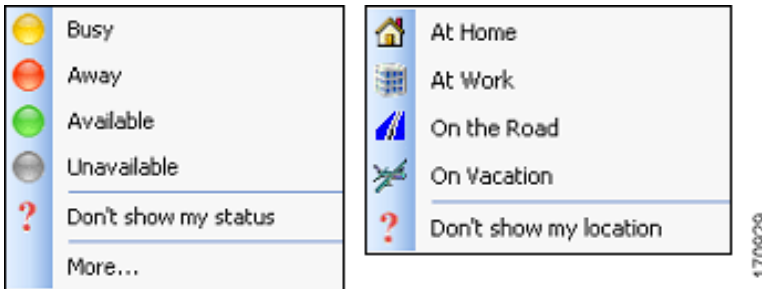 Busy
Away
Available
Unavailable
Don't show my status
More...
At Home
At Work
On the Road
On Vacation
Don't show my location
170929